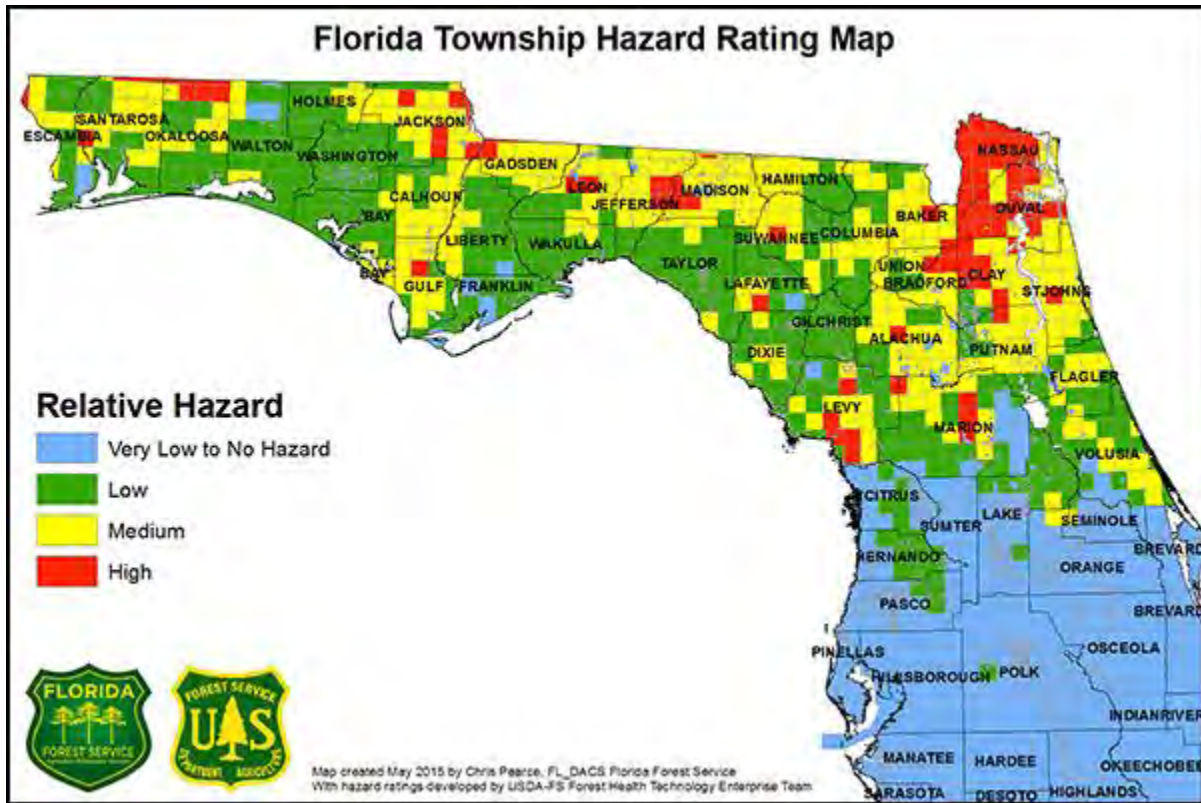 Florida Township Hazard Rating Map
HOLMES
SANTAROSA
JACKSON
ESCAMBIA
OKALOOSA
WALTON
WASHINGTON
GADSDEN
LEON
MADISON
HAMILTON
NASSAU
CALHOUN
JEFFERSON
BAKER
DUVAL
BAY
LIBERTY
WAKULLA
SUWANNEE
COLUMBIA
TAYLOR
UNION
CLAY
BAY
GULF
FRANKLIN
LAFAYETTE
BRADFORD
STJOHNS
GILCHRIST
ALACHUA
DIXIE
PUTNAM
FLAGLER
LEVY
MARION
VOLUSIA
CITRUS
SUMTER
LAKE
SEMINOLE
HERNANDO
BREVARD
ORANGE
PASCO
BREVARD
OSCEOLA
PINELLAS
HILLSBOROUGH
POLK
INDIANRIVER
MANATEE
HARDEE
OKEECHOBEE
SARASOTA
DESOTO
HIGHLANDS
Relative Hazard
Very Low to No Hazard
Low
Medium
High
FLORIDA
FOREST SERVICE
FOREST SERVICE
U S
DEPARTMENT AGRICULTURE
Map created May 2015 by Chris Pearce, FL_DACS Florida Forest Service
With hazard ratings developed by USDA-FS Forest Health Technology Enterprise Team